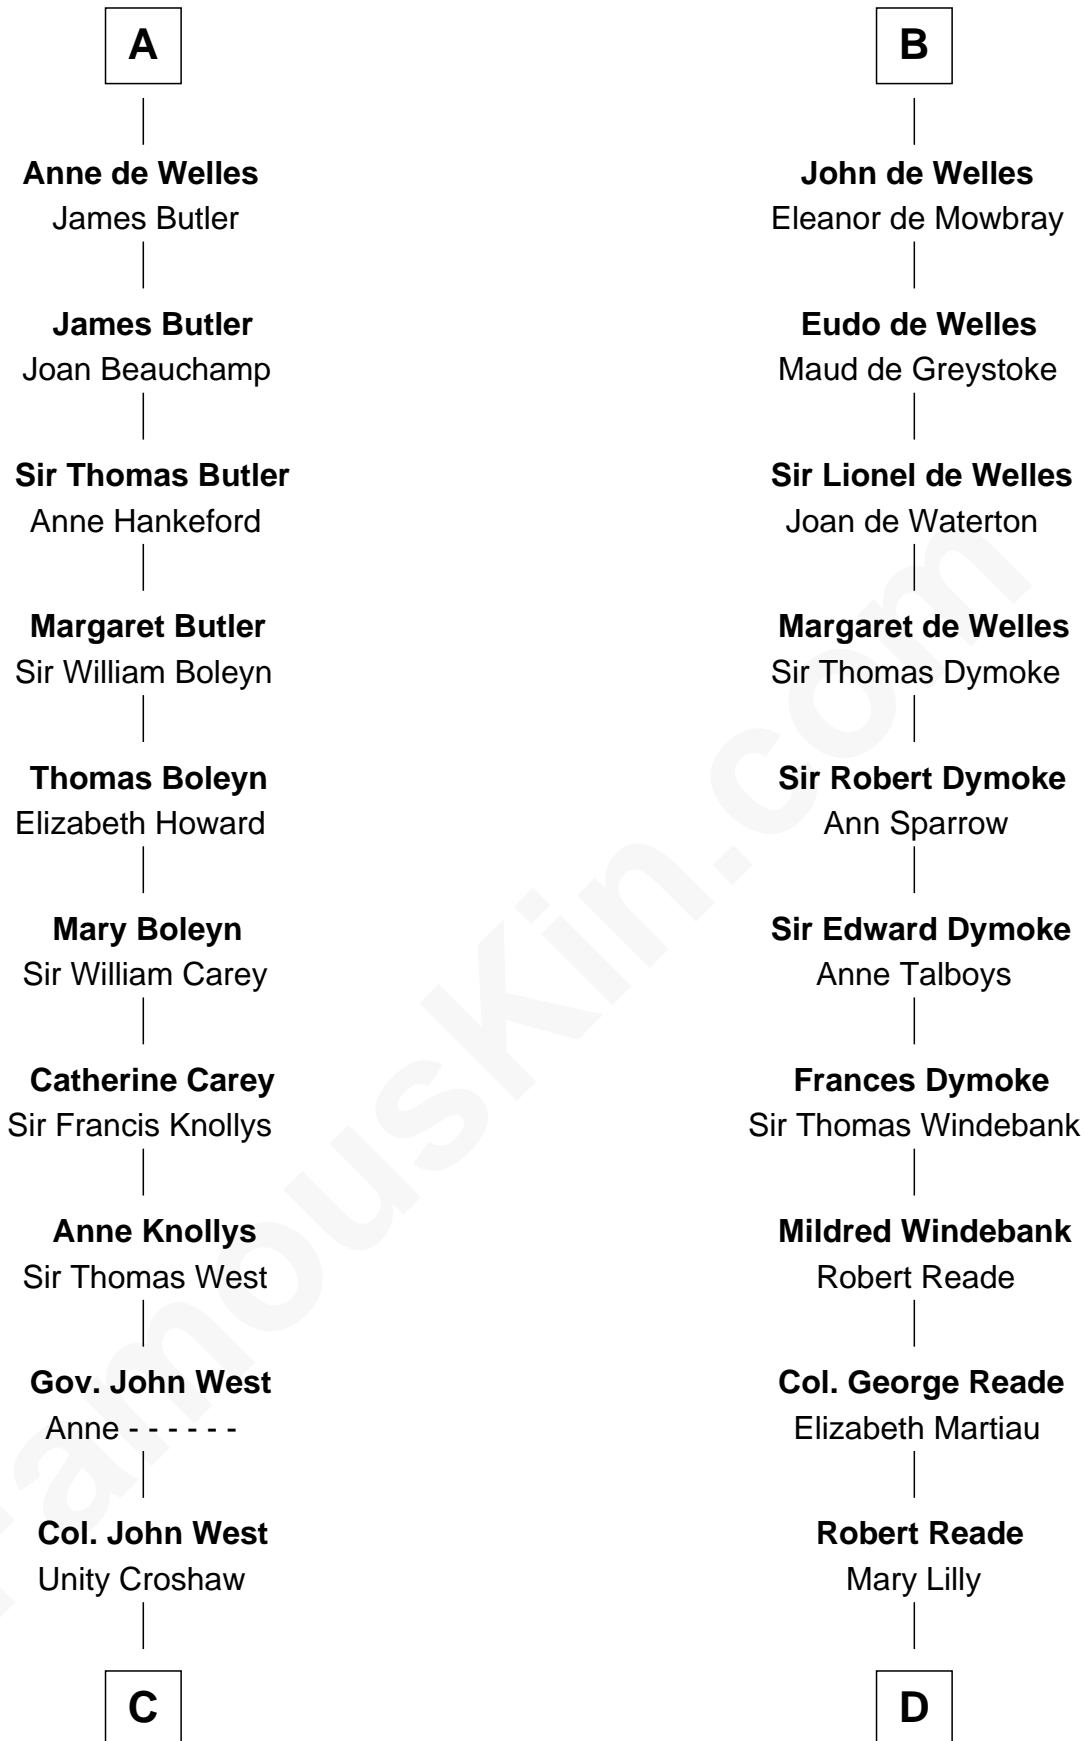 A
Anne de Welles
James Butler
James Butler
Joan Beauchamp
Sir Thomas Butler
Anne Hankeford
Margaret Butler
Sir William Boleyn
Thomas Boleyn
Elizabeth Howard
Mary Boleyn
Sir William Carey
Catherine Carey
Sir Francis Knollys
Anne Knollys
Sir Thomas West
Gov. John West
Anne - - - - - -
Col. John West
Unity Croshaw
C
B
John de Welles
Eleanor de Mowbray
Eudo de Welles
Maud de Greystoke
Sir Lionel de Welles
Joan de Waterton
Margaret de Welles
Sir Thomas Dymoke
Sir Robert Dymoke
Ann Sparrow
Sir Edward Dymoke
Anne Talboys
Frances Dymoke
Sir Thomas Windebank
Mildred Windebank
Robert Reade
Col. George Reade
Elizabeth Martiau
Robert Reade
Mary Lilly
D
FamousKin.com